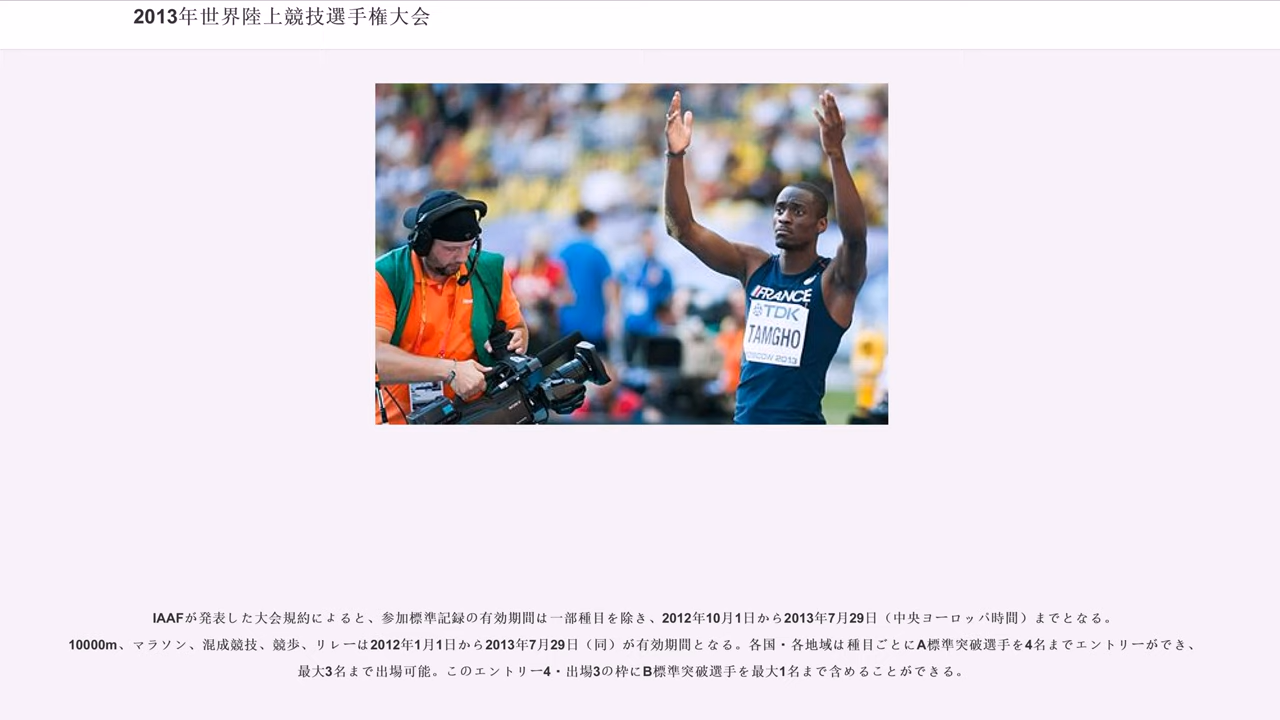 2013年世界陸上競技選手権大会
FRANCE
TDK
TAMGHO
MOSCOW 2013
IAAFが発表した大会規約によると、参加標準記録の有効期間は一部種目を除き、2012年10月1日から2013年7月29日（中央ヨーロッパ時間）までとなる。
10000m、マラソン、混成競技、競歩、リレーは2012年1月1日から2013年7月29日（同）が有効期間となる。各国・各地域は種目ごとにA標準突破選手を4名までエントリーができ、
最大3名まで出場可能。このエントリー4・出場3の枠にB標準突破選手を最大1名まで含めることができる。